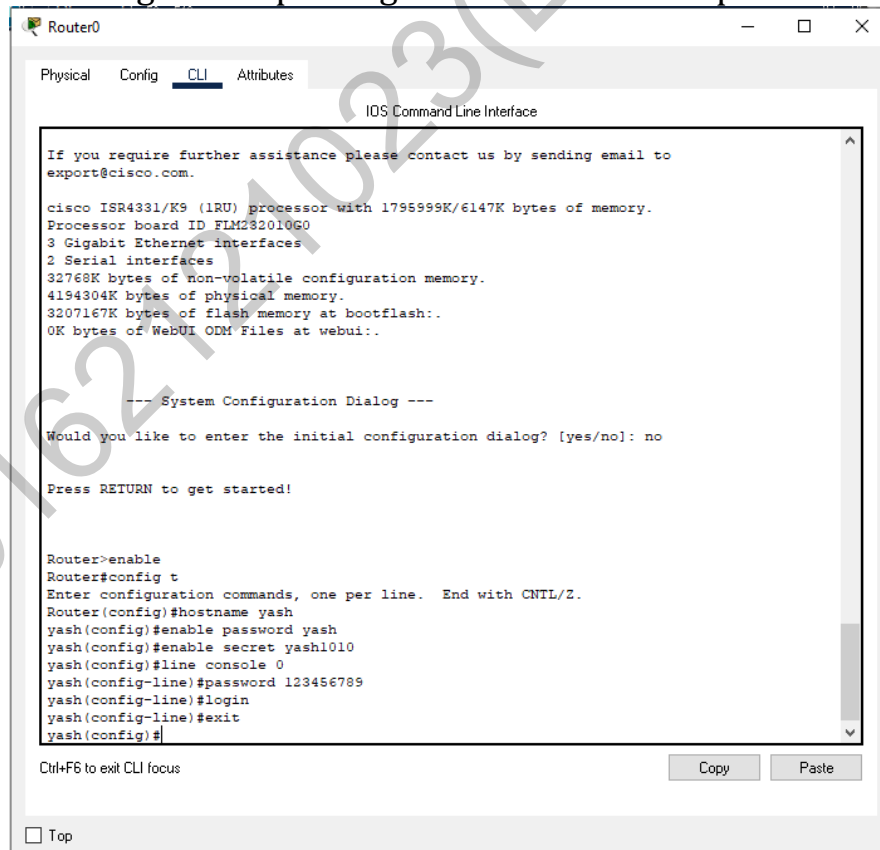 Router0
Physical Config CLI Attributes
IOS Command Line Interface
If you require further assistance please contact us by sending email to
export@cisco.com.
cisco ISR4331/K9 (1RU) processor with 1795999K/6147K bytes of memory.
Processor board ID FLM232010G0
3 Gigabit Ethernet interfaces
2 Serial interfaces
32768K bytes of non-volatile configuration memory.
4194304K bytes of physical memory.
3207167K bytes of flash memory at bootflash:.
0K bytes of WebUI ODM Files at webui:.
--- System Configuration Dialog ---
Would you like to enter the initial configuration dialog? [yes/no]: no
Press RETURN to get started!
Router>enable
Router#config t
Enter configuration commands, one per line.  End with CNTL/Z.
Router(config)#hostname yash
yash(config)#enable password yash
yash(config)#enable secret yash1010
yash(config)#line console 0
yash(config-line)#password 123456789
yash(config-line)#login
yash(config-line)#exit
yash(config)#
Ctrl+F6 to exit CLI focus
Copy Paste
Top
162121023(